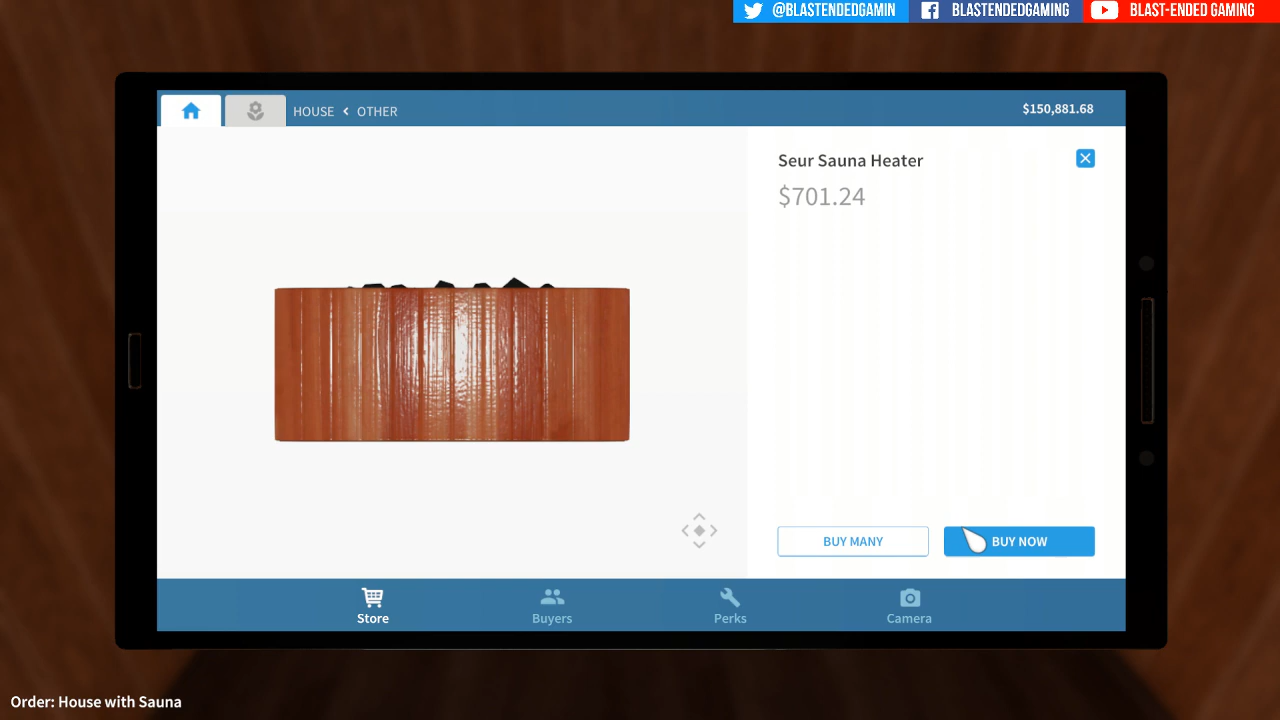 @BLASTENDEDGAMIN BLASTENDEDGAMING BLAST-ENDED GAMING
HOUSE < OTHER $150,881.68
Seur Sauna Heater
$701.24
BUY MANY BUY NOW
Store Buyers Perks Camera
Order: House with Sauna